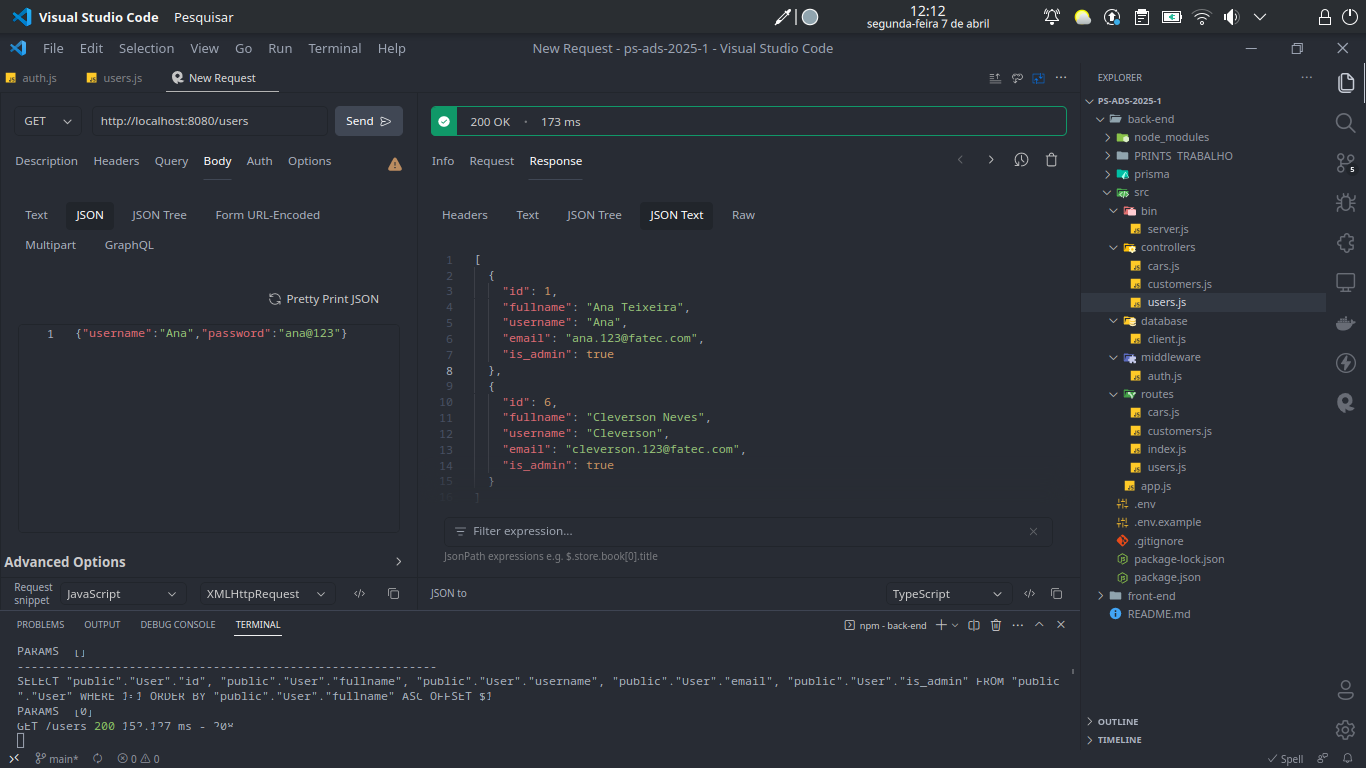 Visual Studio Code Pesquisar
12:12
segunda-feira 7 de abril
File Edit Selection View Go Run Terminal Help
New Request - ps-ads-2025-1 - Visual Studio Code
auth.js users.js New Request
GET http://localhost:8080/users Send
Description Headers Query Body Auth Options
Text JSON JSON Tree Form URL-Encoded
Multipart GraphQL
Pretty Print JSON
1 {"username":"Ana","password":"ana@123"}
Advanced Options
Request snippet JavaScript XMLHttpRequest
200 OK · 173 ms
Info Request Response
Headers Text JSON Tree JSON Text Raw
1 [
2 {
3 "id": 1,
4 "fullname": "Ana Teixeira",
5 "username": "Ana",
6 "email": "ana.123@fatec.com",
7 "is_admin": true
8 },
9 {
10 "id": 6,
11 "fullname": "Cleverson Neves",
12 "username": "Cleverson",
13 "email": "cleverson.123@fatec.com",
14 "is_admin": true
15 }
16 ]
Filter expression...
JsonPath expressions e.g. $.store.book[0].title
JSON to TypeScript
PROBLEMS OUTPUT DEBUG CONSOLE TERMINAL
npm - back-end
PARAMS []
------------------------------------------------------------
SELECT "public"."User"."id", "public"."User"."fullname", "public"."User"."username", "public"."User"."email", "public"."User"."is_admin" FROM "public
"."User" WHERE 1=1 ORDER BY "public"."User"."fullname" ASC OFFSET $1
PARAMS [0]
GET /users 200
EXPLORER
PS-ADS-2025-1
back-end
node_modules
PRINTS TRABALHO
prisma
src
bin
server.js
controllers
cars.js
customers.js
users.js
database
client.js
middleware
auth.js
routes
cars.js
customers.js
index.js
users.js
app.js
.env
.env.example
.gitignore
package-lock.json
package.json
front-end
README.md
OUTLINE
TIMELINE
5
main* 0 0
Spell